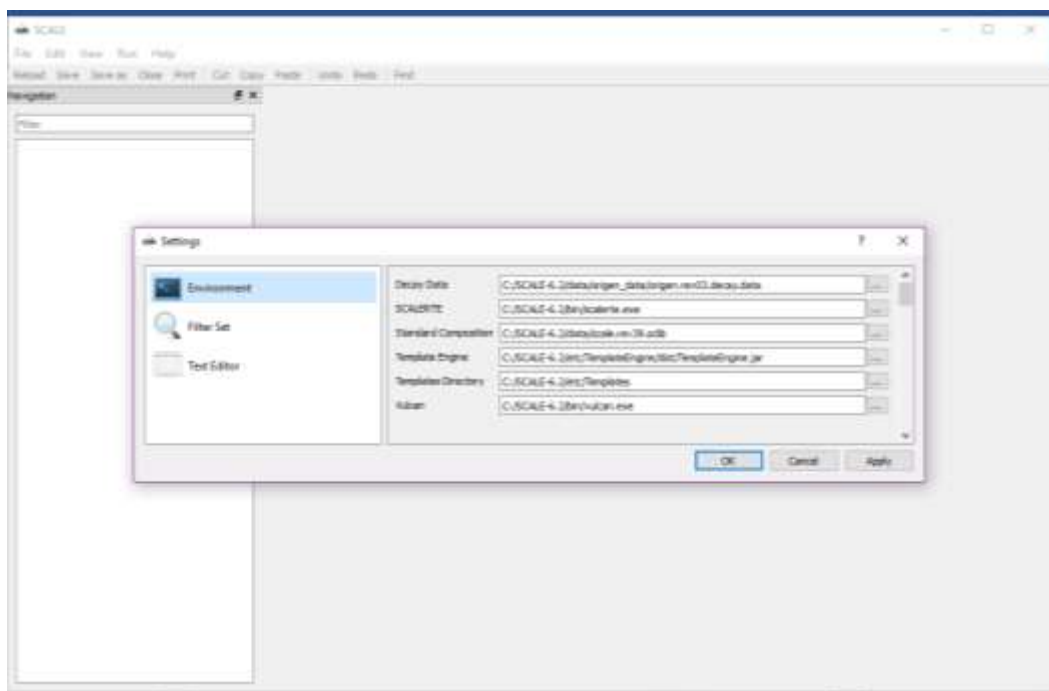 SCALE
File Edit View Run Help
Reload Save Save as Close Print Cut Copy Paste Undo Redo Find
Navigation
Filter
Settings
Environment
Filter Set
Text Editor
Decay Data C:/SCALE-6.2/data/origen_data/origen.rev03.decay.data
SCALERTE C:/SCALE-6.2/bin/scalerte.exe
Standard Composition C:/SCALE-6.2/data/scale.rev39.sclib
Template Engine C:/SCALE-6.2/etc/TemplateEngine/dist/TemplateEngine.jar
Templates Directory C:/SCALE-6.2/etc/Templates
Vulcan C:/SCALE-6.2/bin/vulcan.exe
OK Cancel Apply